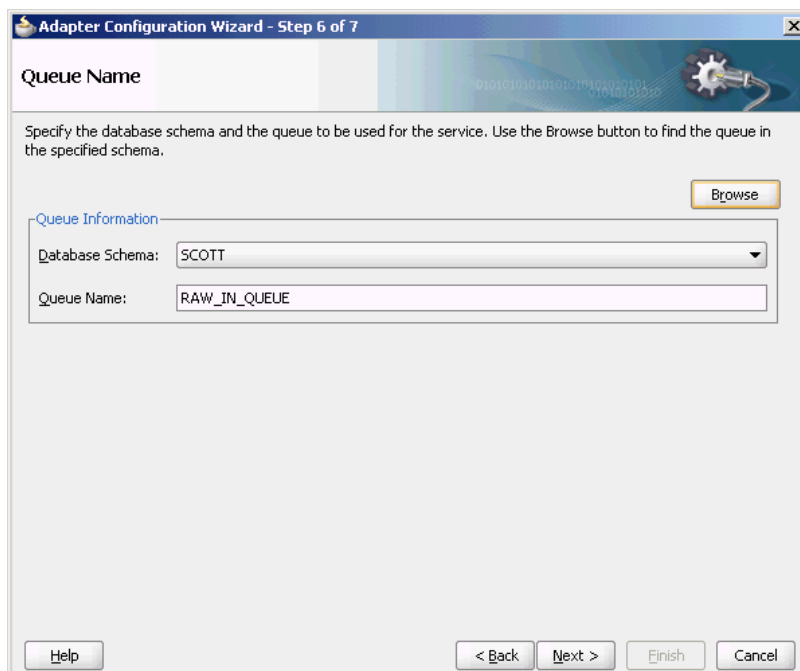 Adapter Configuration Wizard - Step 6 of 7
Queue Name
01010101010101010101010101
01010101010
Specify the database schema and the queue to be used for the service. Use the Browse button to find the queue in
the specified schema.
Browse
Queue Information
Database Schema: SCOTT
Queue Name: RAW_IN_QUEUE
Help < Back Next > Finish Cancel